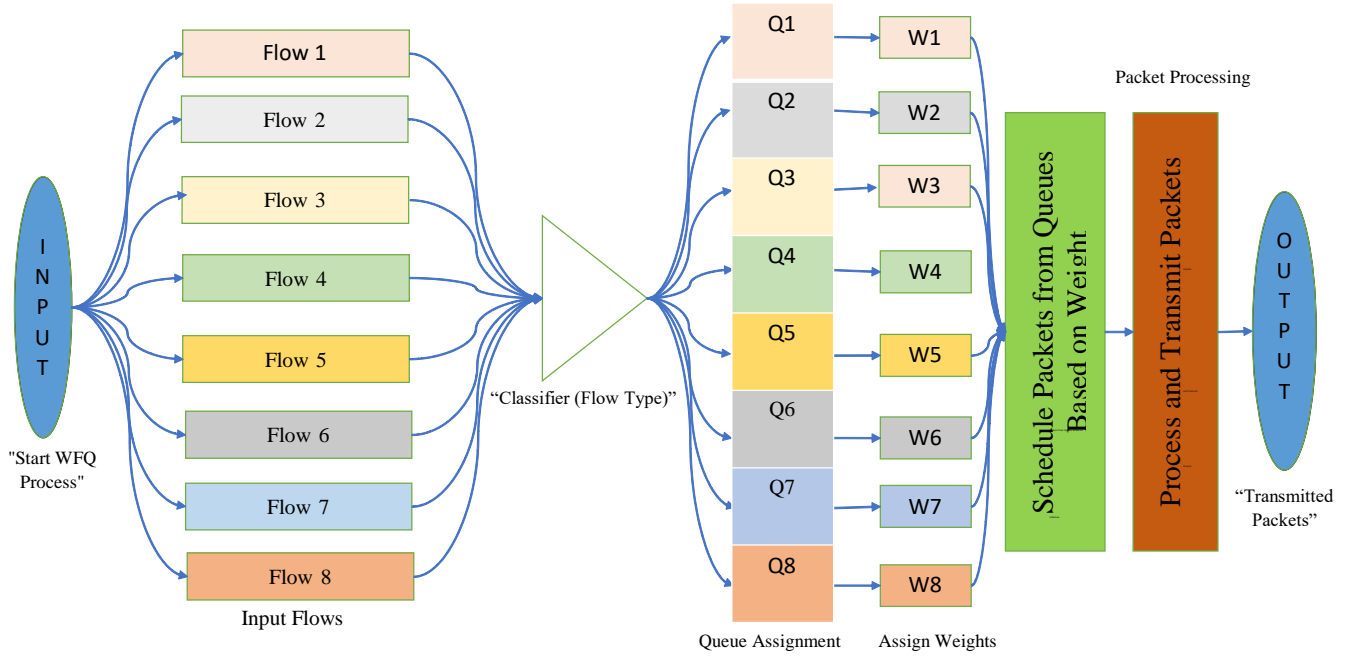 INPUT
"Start WFQ
Process"
Flow 1
Flow 2
Flow 3
Flow 4
Flow 5
Flow 6
Flow 7
Flow 8
Input Flows
“Classifier (Flow Type)”
Q1
Q2
Q3
Q4
Q5
Q6
Q7
Q8
Queue Assignment
W1
W2
W3
W4
W5
W6
W7
W8
Assign Weights
Schedule Packets from Queues
Based on Weight
Packet Processing
Process and Transmit Packets
OUTPUT
“Transmitted
Packets”